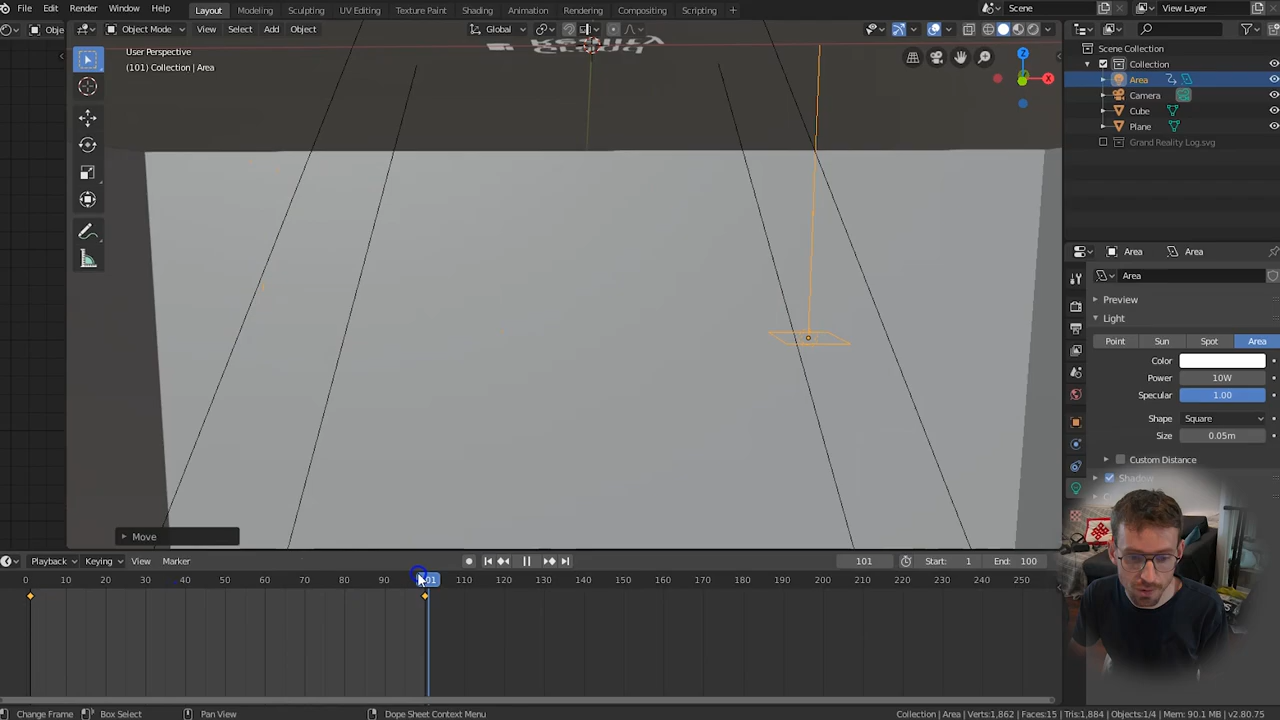 File Edit Render Window Help Layout Modeling Sculpting UV Editing Texture Paint Shading Animation Rendering Compositing Scripting + Scene View Layer
Obje Object Mode View Select Add Object Global
User Perspective
(101) Collection | Area
Z
X
Scene Collection
Collection
Area
Camera
Cube
Plane
Grand Reality Log.svg
Area Area
Area
Preview
Light
Point Sun Spot Area
Color
Power 10W
Specular 1.00
Shape Square
Size 0.05m
Custom Distance
Shadow
Move
Playback Keying View Marker 101 Start: 1 End: 100
0 10 20 30 40 50 60 70 80 90 101 110 120 130 140 150 160 170 180 190 200 210 220 230 240 250
Change Frame Box Select Pan View Dope Sheet Context Menu Collection | Area | Verts:1,862 | Faces:15 | Tris:1,884 | Objects:1/4 | Mem: 90.1 MB | v2.80.75